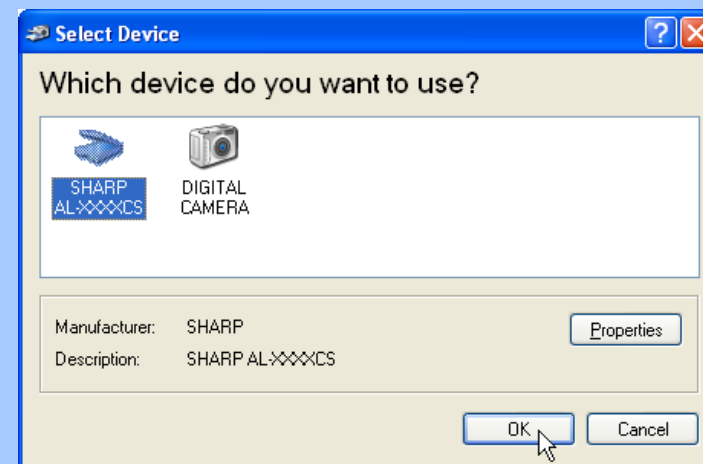 Select Device
?
Which device do you want to use?
SHARP
AL-XXXXCS
DIGITAL
CAMERA
Manufacturer: SHARP
Properties
Description: SHARP AL-XXXXCS
OK
Cancel